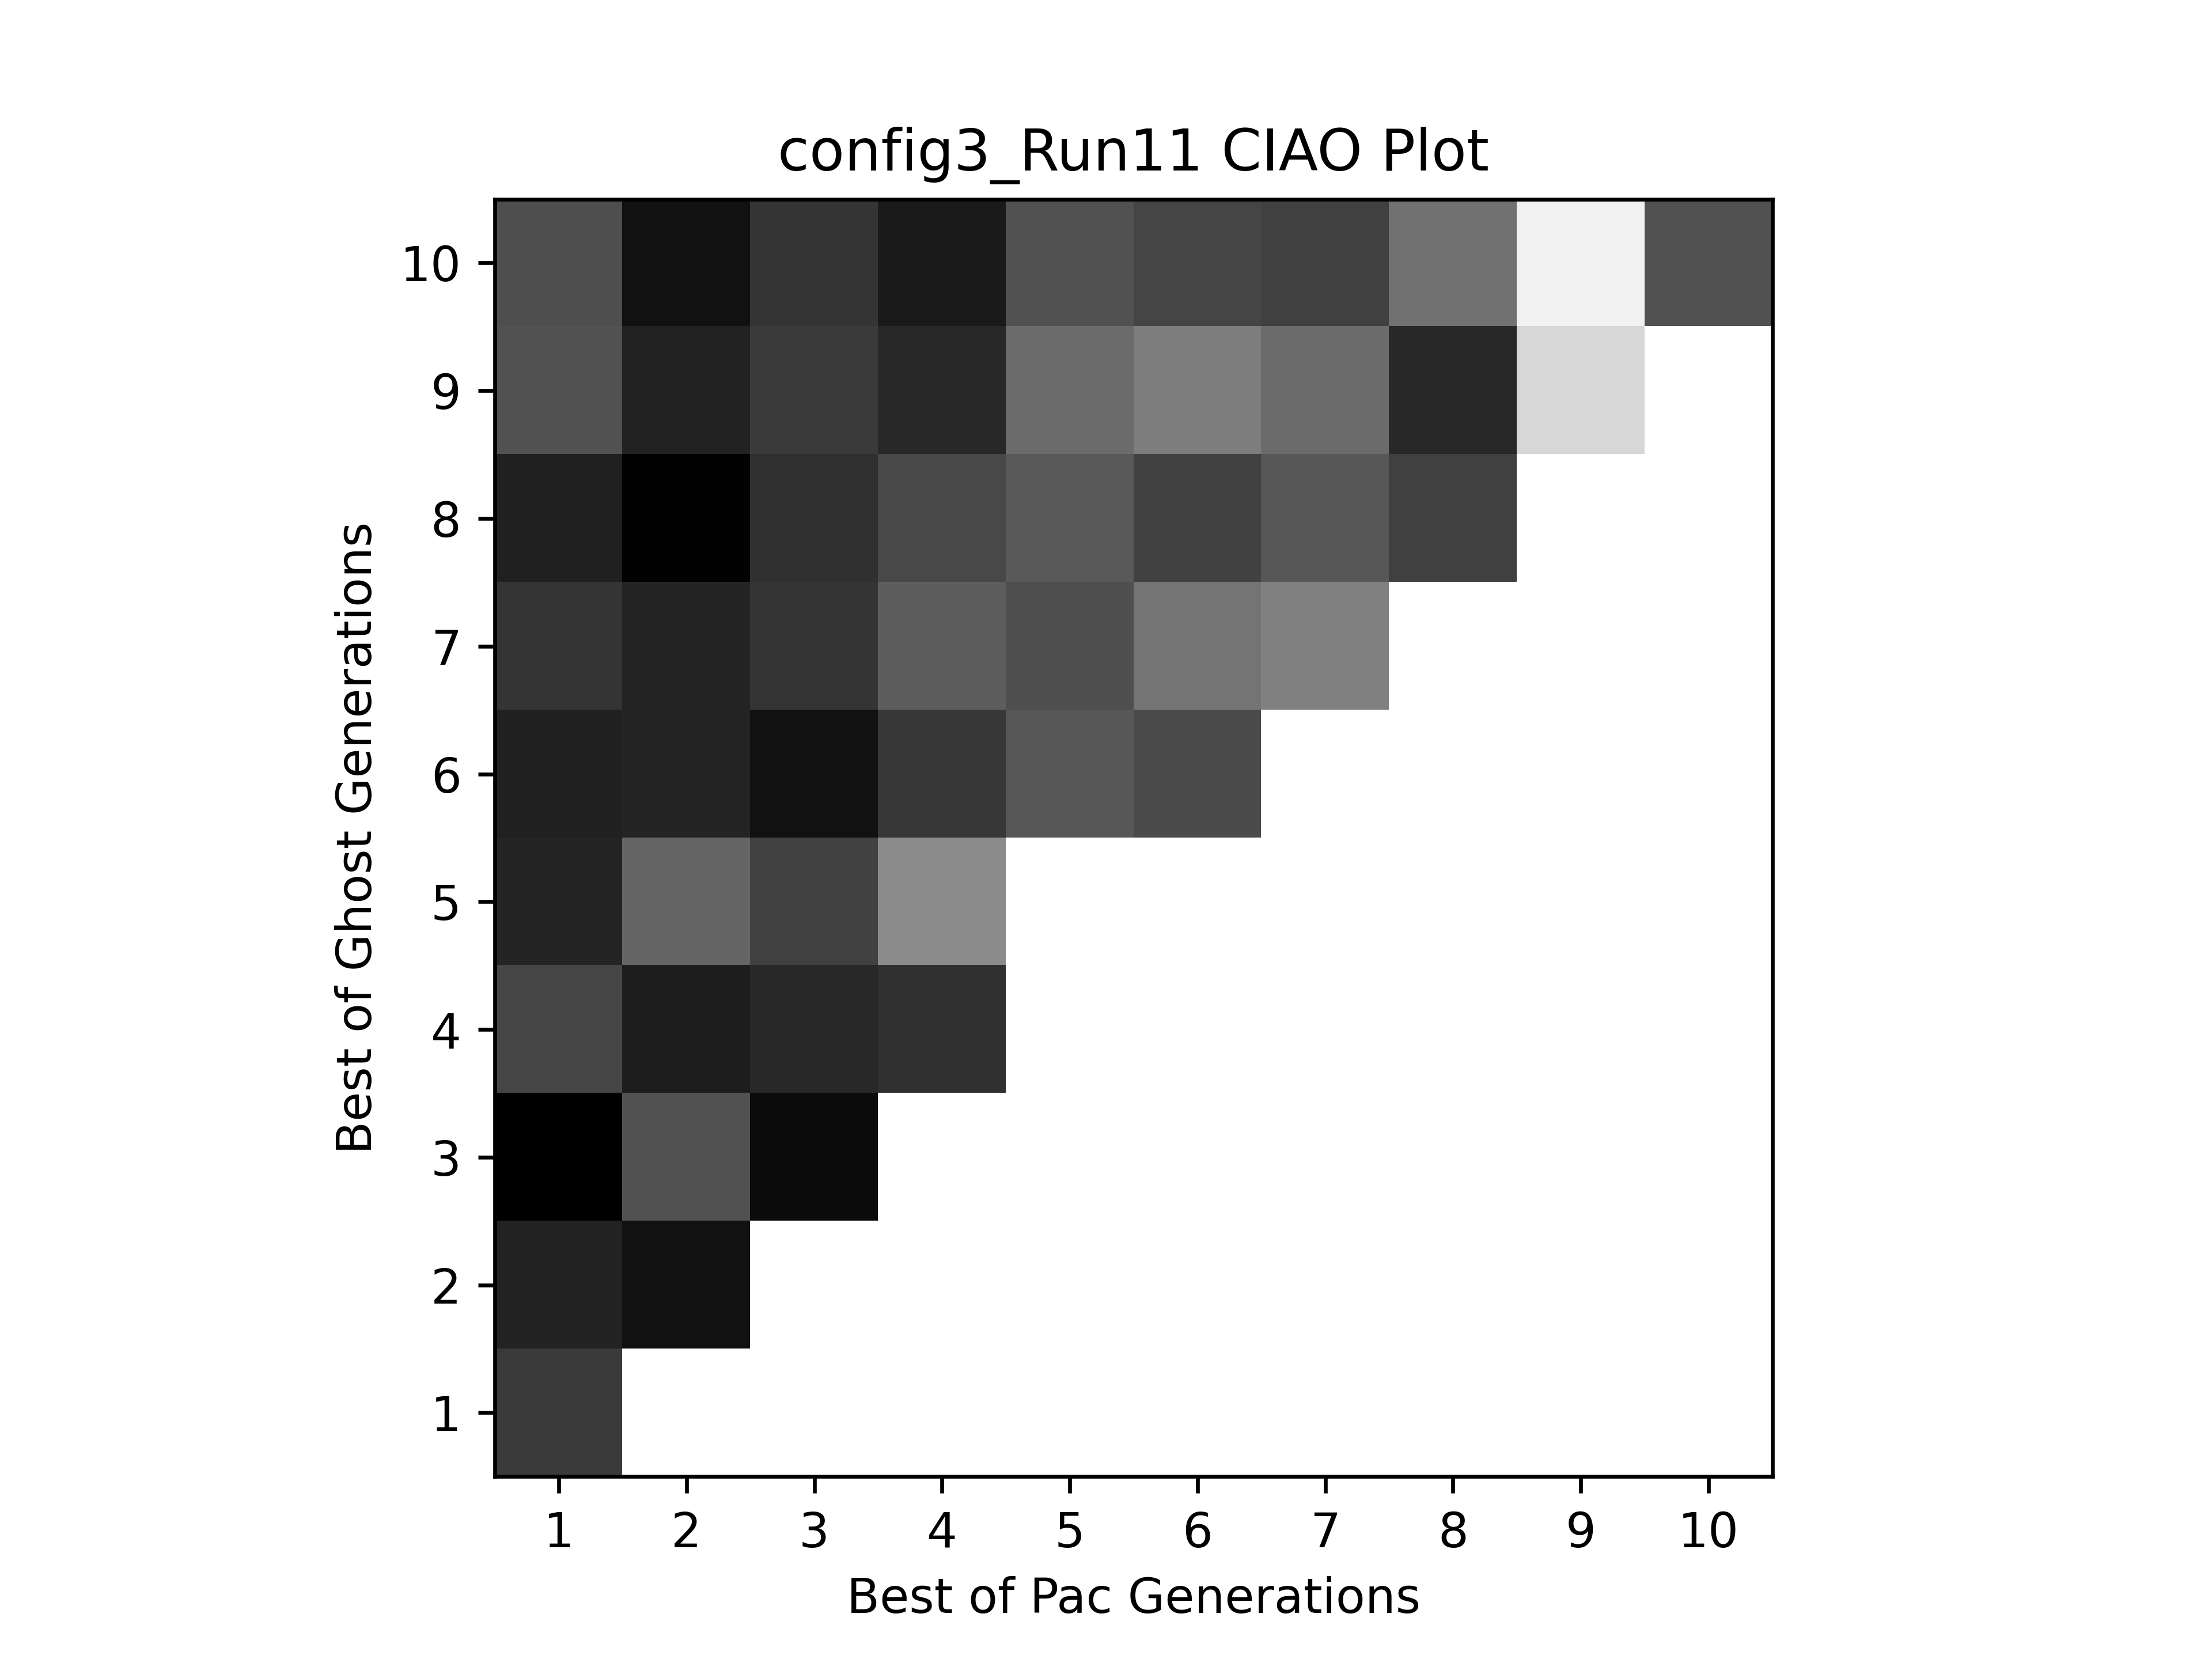 config3_Run11 CIAO Plot
10
9
8
7
6
5
4
3
2
1
Best of Ghost Generations
1 2 3 4 5 6 7 8 9 10
Best of Pac Generations